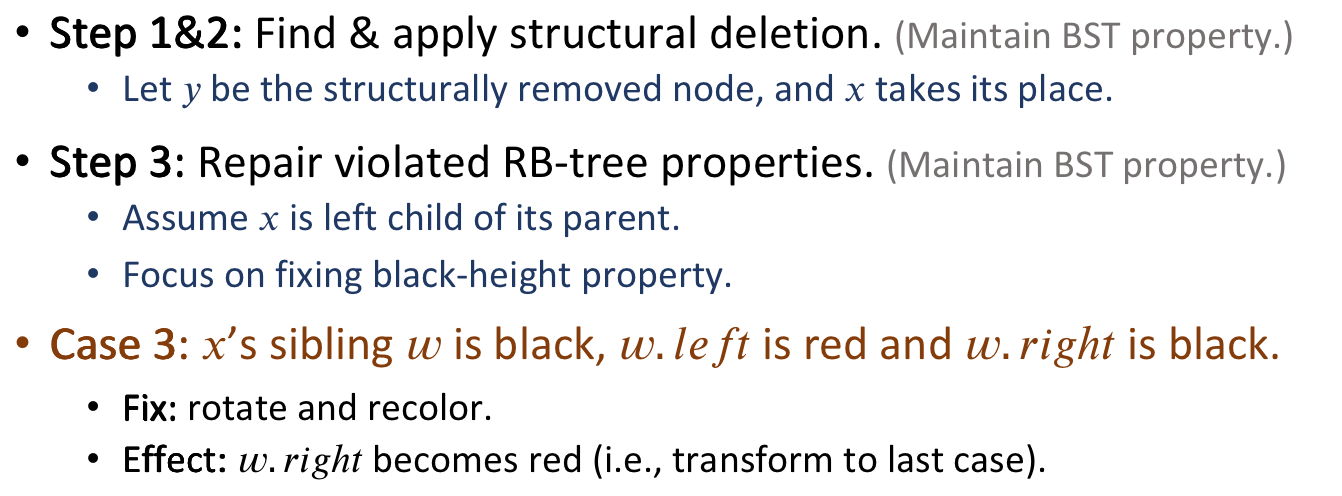 • Step 1&2: Find & apply structural deletion. (Maintain BST property.)
• Let y be the structurally removed node, and x takes its place.
• Step 3: Repair violated RB-tree properties. (Maintain BST property.)
• Assume x is left child of its parent.
• Focus on fixing black-height property.
• Case 3: x's sibling w is black, w.left is red and w.right is black.
• Fix: rotate and recolor.
• Effect: w.right becomes red (i.e., transform to last case).